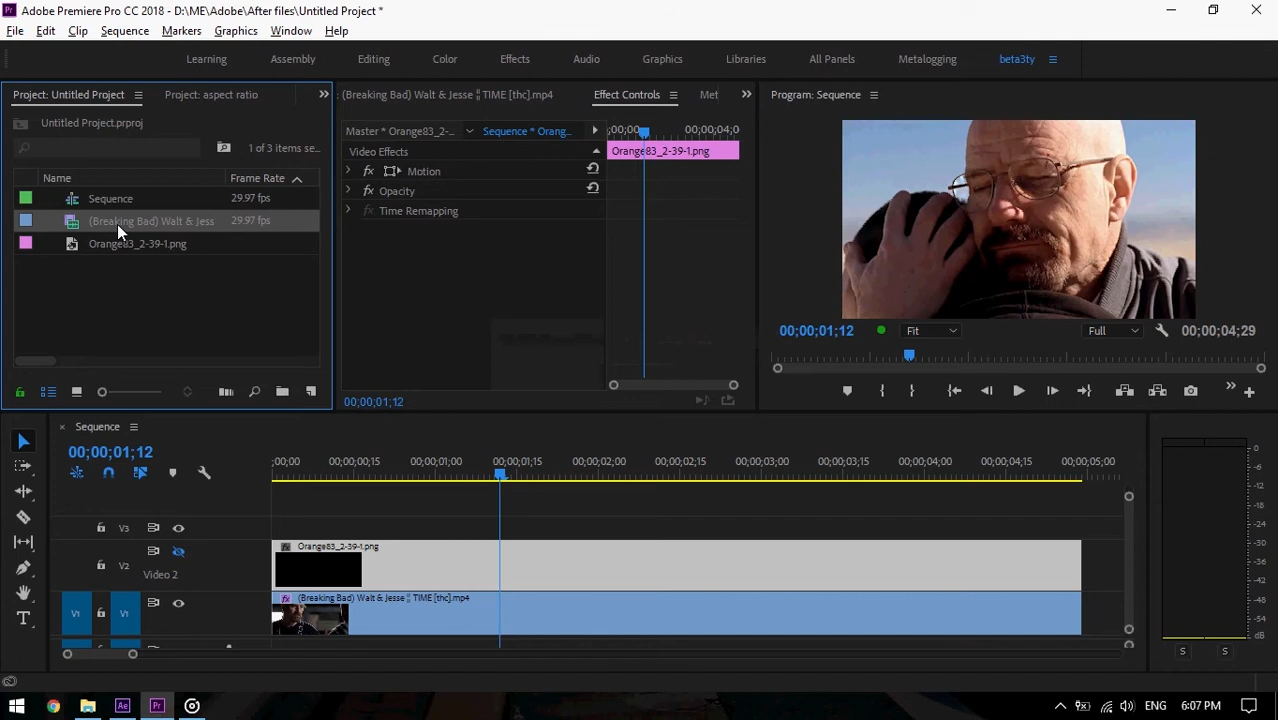 Adobe Premiere Pro CC 2018 - D:\ME\Adobe\After files\Untitled Project *
File Edit Clip Sequence Markers Graphics Window Help
Learning Assembly Editing Color Effects Audio Graphics Libraries All Panels Metalogging beta3ty
Project: Untitled Project
Project: aspect ratio
Untitled Project.prproj
1 of 3 items se...
Name Frame Rate
Sequence 29.97 fps
(Breaking Bad) Walt & Jess 29.97 fps
Orange83_2-39-1.png
(Breaking Bad) Walt & Jesse ¦¦ TIME [thc].mp4
Effect Controls
Met
Master * Orange83_2-...
Sequence * Orang...
;00;00 00;00;04;0
Video Effects
Orange83_2-39-1.png
fx Motion
fx Opacity
fx Time Remapping
00;00;01;12
Program: Sequence
00;00;01;12 Fit Full 00;00;04;29
Sequence
00;00;01;12
;00;00 00;00;00;15 00;00;01;00 00;00;01;15 00;00;02;00 00;00;02;15 00;00;03;00 00;00;03;15 00;00;04;00 00;00;04;15 00;00;05;00
V3
V2
Video 2
fx Orange83_2-39-1.png
V1 V1
fx (Breaking Bad) Walt & Jesse ¦¦ TIME [thc].mp4
0
-6
-12
-18
-24
-30
-36
-42
-48
-54
dB
S S
Ae Pr
ENG 6:07 PM